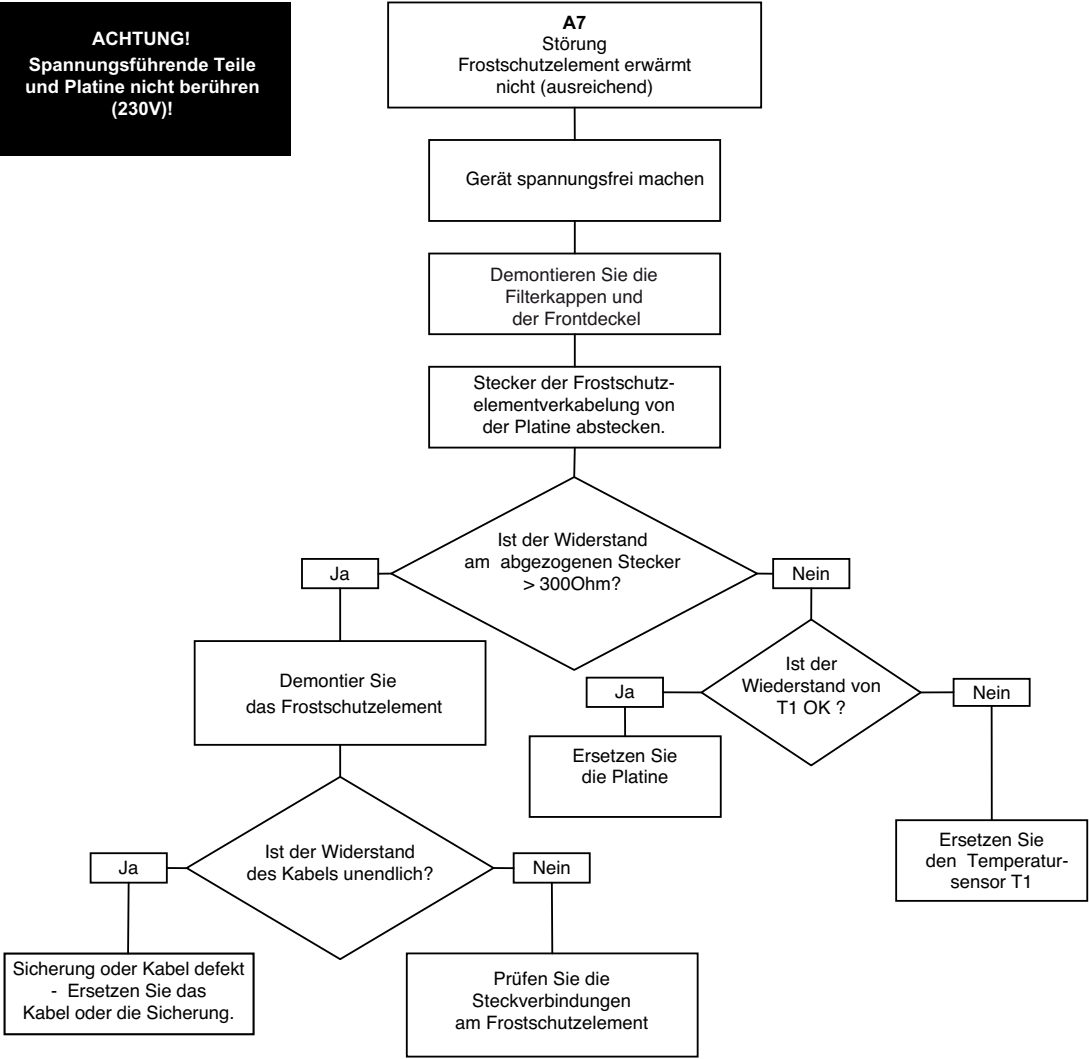 ACHTUNG!
Spannungsführende Teile
und Platine nicht berühren
(230V)!
A7
Störung
Frostschutzelement erwärmt
nicht (ausreichend)
Gerät spannungsfrei machen
Demontieren Sie die
Filterkappen und
der Frontdeckel
Stecker der Frostschutz-
elementverkabelung von
der Platine abstecken.
Ist der Widerstand
am abgezogenen Stecker
> 300Ohm?
Ja
Nein
Demontier Sie
das Frostschutzelement
Ist der
Wiederstand von
T1 OK ?
Ja
Nein
Ersetzen Sie
die Platine
Ersetzen Sie
den Temperatur-
sensor T1
Ist der Widerstand
des Kabels unendlich?
Ja
Nein
Sicherung oder Kabel defekt
- Ersetzen Sie das
Kabel oder die Sicherung.
Prüfen Sie die
Steckverbindungen
am Frostschutzelement